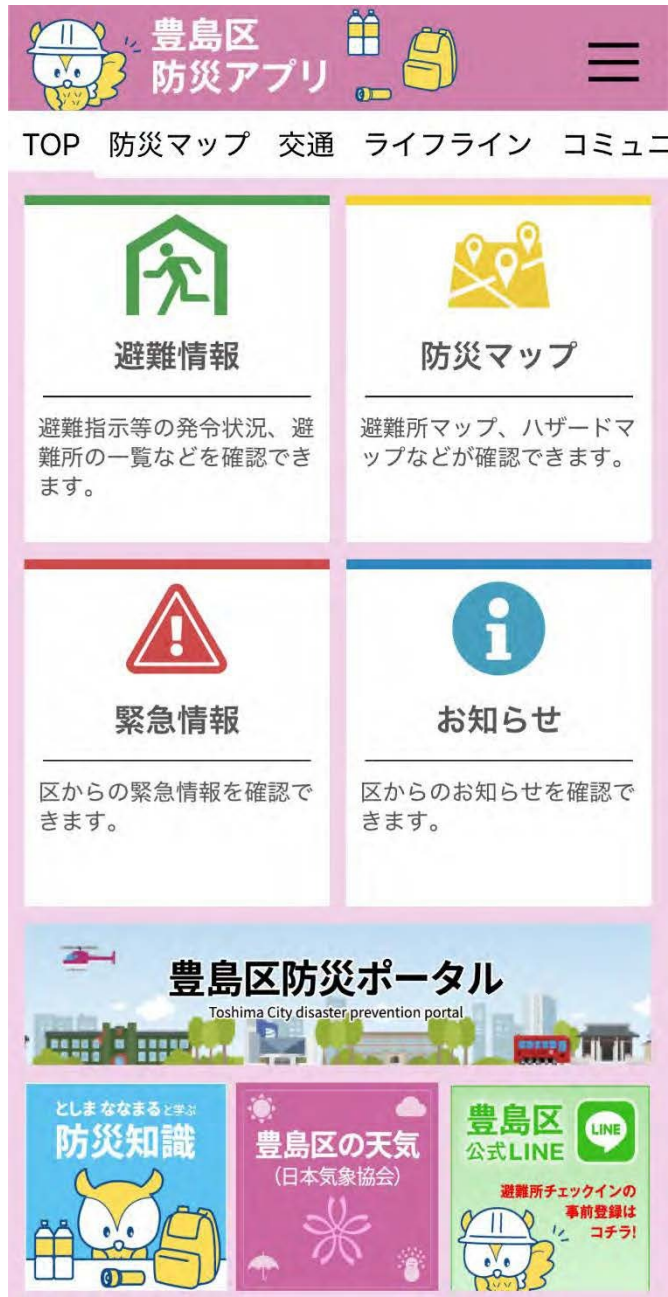 豊島区
防災アプリ
TOP 防災マップ 交通 ライフライン コミュニ
避難情報
避難指示等の発令状況、避
難所の一覧などを確認でき
ます。
防災マップ
避難所マップ、ハザードマ
ップなどが確認できます。
緊急情報
区からの緊急情報を確認で
きます。
お知らせ
区からのお知らせを確認で
きます。
豊島区防災ポータル
Toshima City disaster prevention portal
としま ななまると学ぶ
防災知識
豊島区の天気
(日本気象協会)
豊島区
公式LINE
LINE
避難所チェックインの
事前登録は
コチラ!